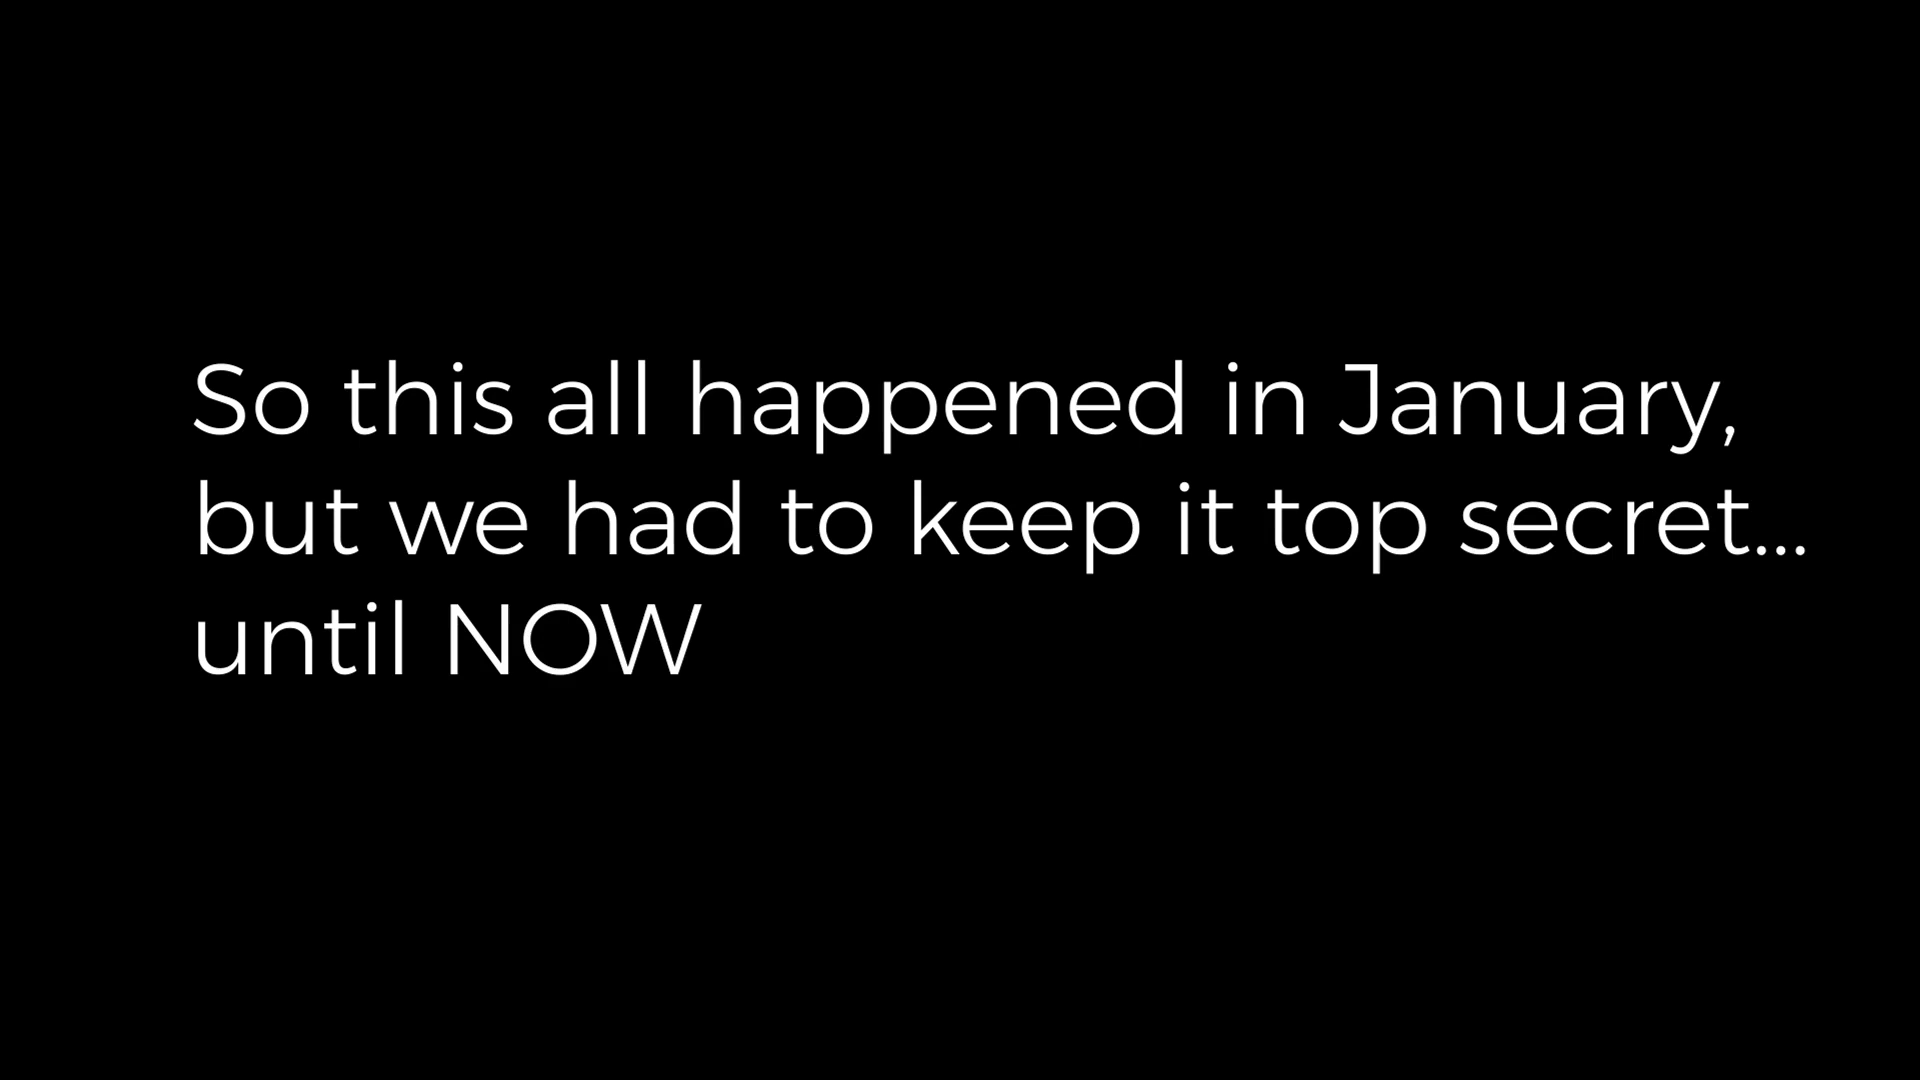 So this all happened in January,
but we had to keep it top secret...
until NOW